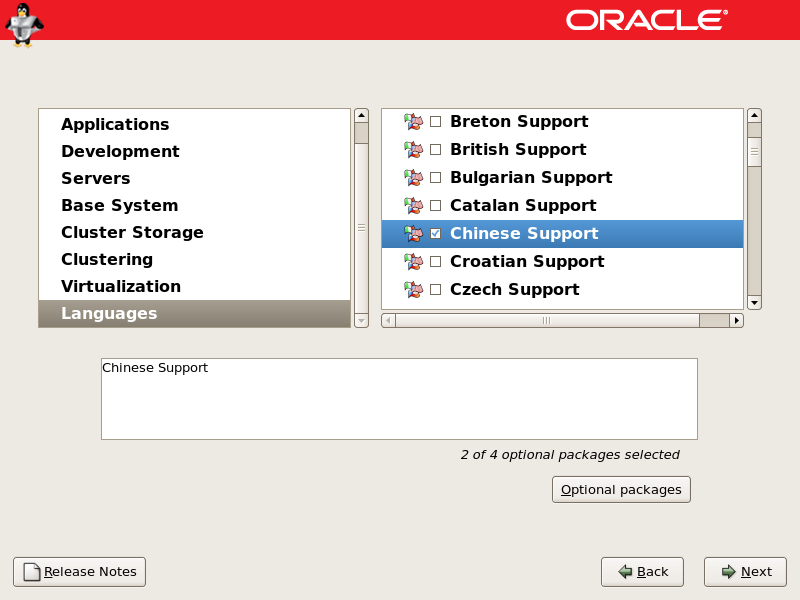 ORACLE®
Applications
Development
Servers
Base System
Cluster Storage
Clustering
Virtualization
Languages
Breton Support
British Support
Bulgarian Support
Catalan Support
Chinese Support
Croatian Support
Czech Support
Chinese Support
2 of 4 optional packages selected
Optional packages
Release Notes
Back
Next